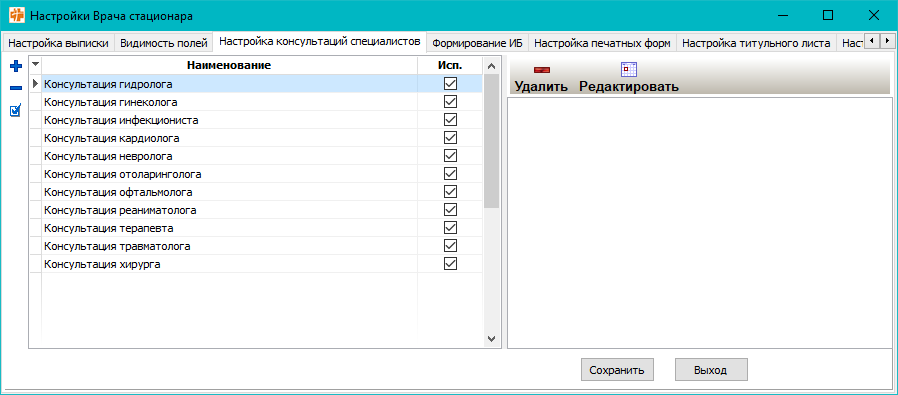 Настройки Врача стационара
Настройка выписки Видимость полей Настройка консультаций специалистов Формирование ИБ Настройка печатных форм Настройка титульного листа Наст
Наименование Исп.
Удалить Редактировать
Консультация гидролога
Консультация гинеколога
Консультация инфекциониста
Консультация кардиолога
Консультация невролога
Консультация отоларинголога
Консультация офтальмолога
Консультация реаниматолога
Консультация терапевта
Консультация травматолога
Консультация хирурга
Сохранить Выход